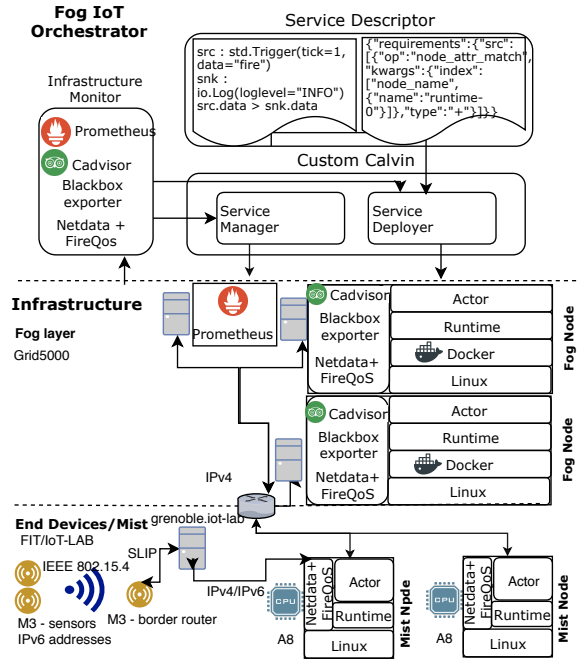 Fog IoT
Orchestrator
Service Descriptor
src : std.Trigger(tick=1,
data="fire")
snk :
io.Log(loglevel="INFO")
src.data > snk.data
{"requirements":{"src":
[{"op":"node_attr_match",
"kwargs":{"index":
["node_name",
{"name":"runtime-
0"}]},"type":"+"}]}}
Infrastructure
Monitor
Prometheus
Cadvisor
Blackbox
exporter
Netdata +
FireQos
Custom Calvin
Service
Manager
Service
Deployer
Infrastructure
Fog layer
Grid5000
Prometheus
Cadvisor
Blackbox
exporter
Netdata+
FireQoS
Actor
Runtime
Docker
Linux
Fog Node
Cadvisor
Blackbox
exporter
Netdata+
FireQoS
Actor
Runtime
Docker
Linux
Fog Node
IPv4
End Devices/Mist
grenoble.iot-lab
FIT/IoT-LAB
IEEE 802.15.4
SLIP
M3 - sensors
IPv6 addresses
M3 - border router
IPv4/IPv6
CPU
A8
Netdata+
FireQoS
Actor
Runtime
Linux
Mist Node
CPU
A8
Netdata+
FireQoS
Actor
Runtime
Linux
Mist Node